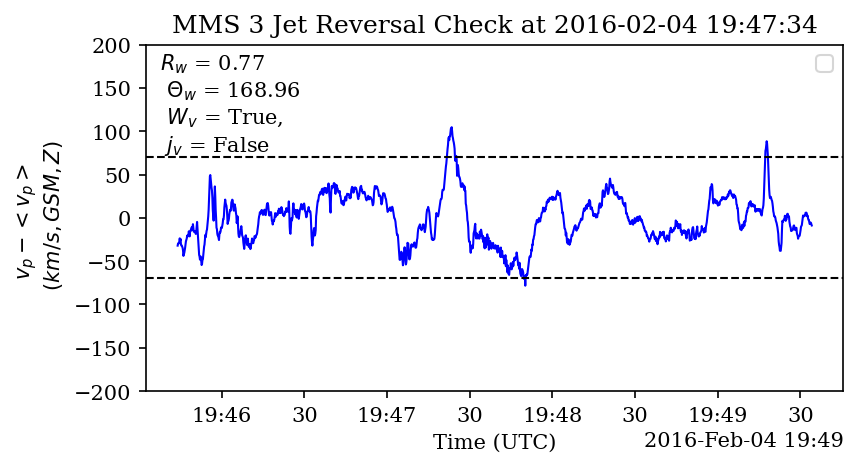 MMS 3 Jet Reversal Check at 2016-02-04 19:47:34
200
150
100
50
0
−50
−100
−150
−200
v_p − < v_p >
(km/s, GSM, Z)
R_w = 0.77
Θ_w = 168.96
W_v = True,
j_v = False
19:46 30 19:47 30 19:48 30 19:49 30
Time (UTC)
2016-Feb-04 19:49